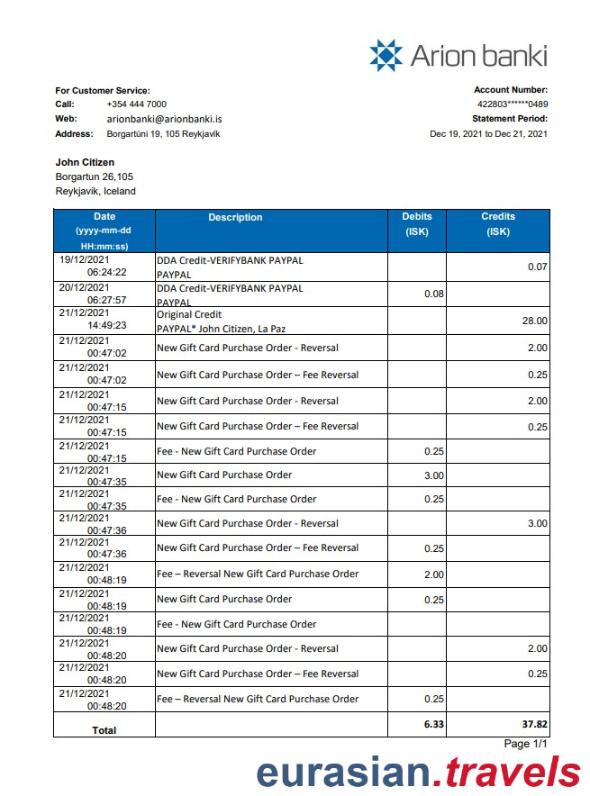 Arion banki
For Customer Service:
Call: +354 444 7000
Web: arionbanki@arionbanki.is
Address: Borgartúni 19, 105 Reykjavik
Account Number:
422803******0489
Statement Period:
Dec 19, 2021 to Dec 21, 2021
John Citizen
Borgartun 26,105
Reykjavik, Iceland
Date Description Debits Credits
(yyyy-mm-dd (ISK) (ISK)
HH:mm:ss)
19/12/2021 DDA Credit-VERIFYBANK PAYPAL
06:24:22 PAYPAL 0.07
20/12/2021 DDA Credit-VERIFYBANK PAYPAL
06:27:57 PAYPAL 0.08
21/12/2021 Original Credit
14:49:23 PAYPAL* John Citizen, La Paz 28.00
21/12/2021
00:47:02 New Gift Card Purchase Order - Reversal 2.00
21/12/2021
00:47:02 New Gift Card Purchase Order – Fee Reversal 0.25
21/12/2021
00:47:15 New Gift Card Purchase Order - Reversal 2.00
21/12/2021
00:47:15 New Gift Card Purchase Order – Fee Reversal 0.25
21/12/2021
00:47:15 Fee - New Gift Card Purchase Order 0.25
21/12/2021
00:47:35 New Gift Card Purchase Order 3.00
21/12/2021
00:47:35 Fee - New Gift Card Purchase Order 0.25
21/12/2021
00:47:36 New Gift Card Purchase Order - Reversal 3.00
21/12/2021
00:47:36 New Gift Card Purchase Order – Fee Reversal 0.25
21/12/2021
00:48:19 Fee – Reversal New Gift Card Purchase Order 2.00
21/12/2021
00:48:19 New Gift Card Purchase Order 0.25
21/12/2021
00:48:19 Fee - New Gift Card Purchase Order
21/12/2021
00:48:20 New Gift Card Purchase Order - Reversal 2.00
21/12/2021
00:48:20 New Gift Card Purchase Order – Fee Reversal 0.25
21/12/2021
00:48:20 Fee – Reversal New Gift Card Purchase Order 0.25
Total 6.33 37.82
Page 1/1
eurasian.travels